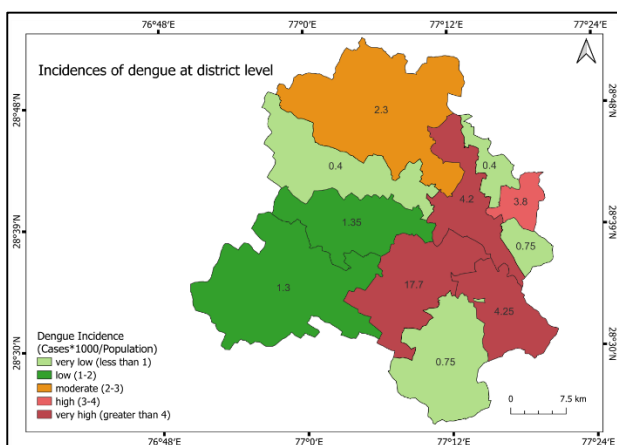 76°48'E 77°0'E 77°12'E 77°24'E
Incidences of dengue at district level
28°48'N 28°48'N
2.3
0.4 0.4
4.2 3.8
28°39'N 28°39'N
1.35 0.75
1.3 17.7 4.25
28°30'N 28°30'N
0.75
Dengue Incidence
(Cases*1000/Population)
very low (less than 1)
low (1-2)
moderate (2-3)
high (3-4)
very high (greater than 4)
0 7.5 km
76°48'E 77°0'E 77°12'E 77°24'E